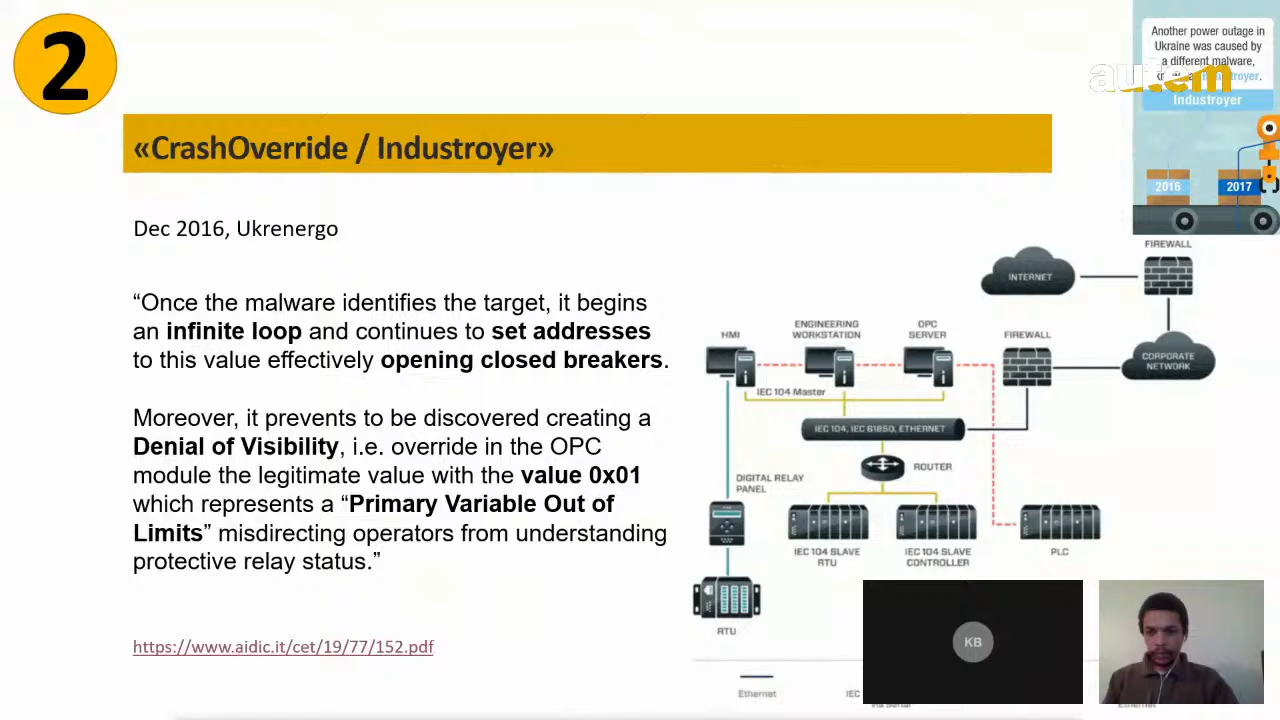 2
Another power outage in
Ukraine was caused by
a different malware,
Industroyer.
autem
Industroyer
2016
2017
«CrashOverride / Industroyer»
Dec 2016, Ukrenergo
“Once the malware identifies the target, it begins
an infinite loop and continues to set addresses
to this value effectively opening closed breakers.
Moreover, it prevents to be discovered creating a
Denial of Visibility, i.e. override in the OPC
module the legitimate value with the value 0x01
which represents a “Primary Variable Out of
Limits” misdirecting operators from understanding
protective relay status.”
https://www.aidic.it/cet/19/77/152.pdf
FIREWALL
INTERNET
HMI
ENGINEERING
WORKSTATION
OPC
SERVER
FIREWALL
CORPORATE
NETWORK
IEC 104 Master
IEC 104, IEC 61850, ETHERNET
ROUTER
DIGITAL RELAY
PANEL
IEC 104 SLAVE
RTU
IEC 104 SLAVE
CONTROLLER
PLC
RTU
KB
Ethernet
IEC